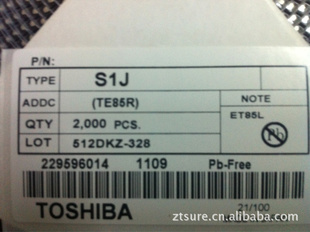 P/N:
TYPE S1J
ADDC (TE85R) NOTE
QTY 2,000 PCS. ET85L
LOT 512DKZ-328
229596014 1109 Pb-Free
TOSHIBA 21/100
ztsure.cn.alibaba.com